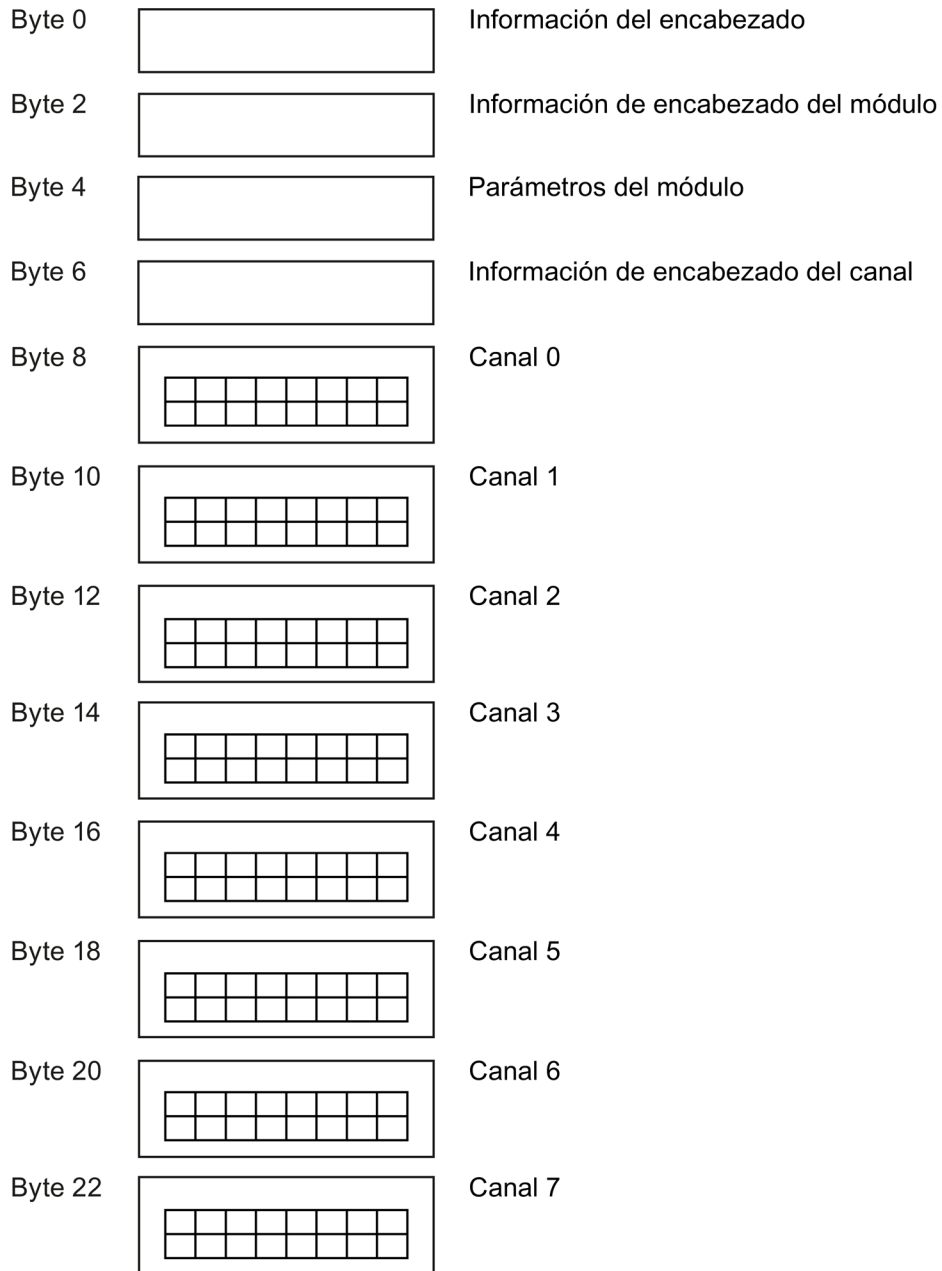 Byte 0 Información del encabezado
Byte 2 Información de encabezado del módulo
Byte 4 Parámetros del módulo
Byte 6 Información de encabezado del canal
Byte 8 Canal 0
Byte 10 Canal 1
Byte 12 Canal 2
Byte 14 Canal 3
Byte 16 Canal 4
Byte 18 Canal 5
Byte 20 Canal 6
Byte 22 Canal 7